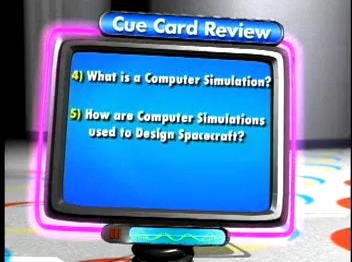 Cue Card Review
4) What is a Computer Simulation?
5) How are Computer Simulations
used to Design Spacecraft?